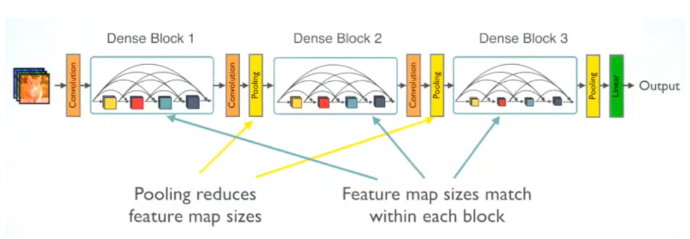 Dense Block 1
Dense Block 2
Dense Block 3
Convolution
Convolution
Pooling
Convolution
Pooling
Pooling
Linear
Output
Pooling reduces
feature map sizes
Feature map sizes match
within each block